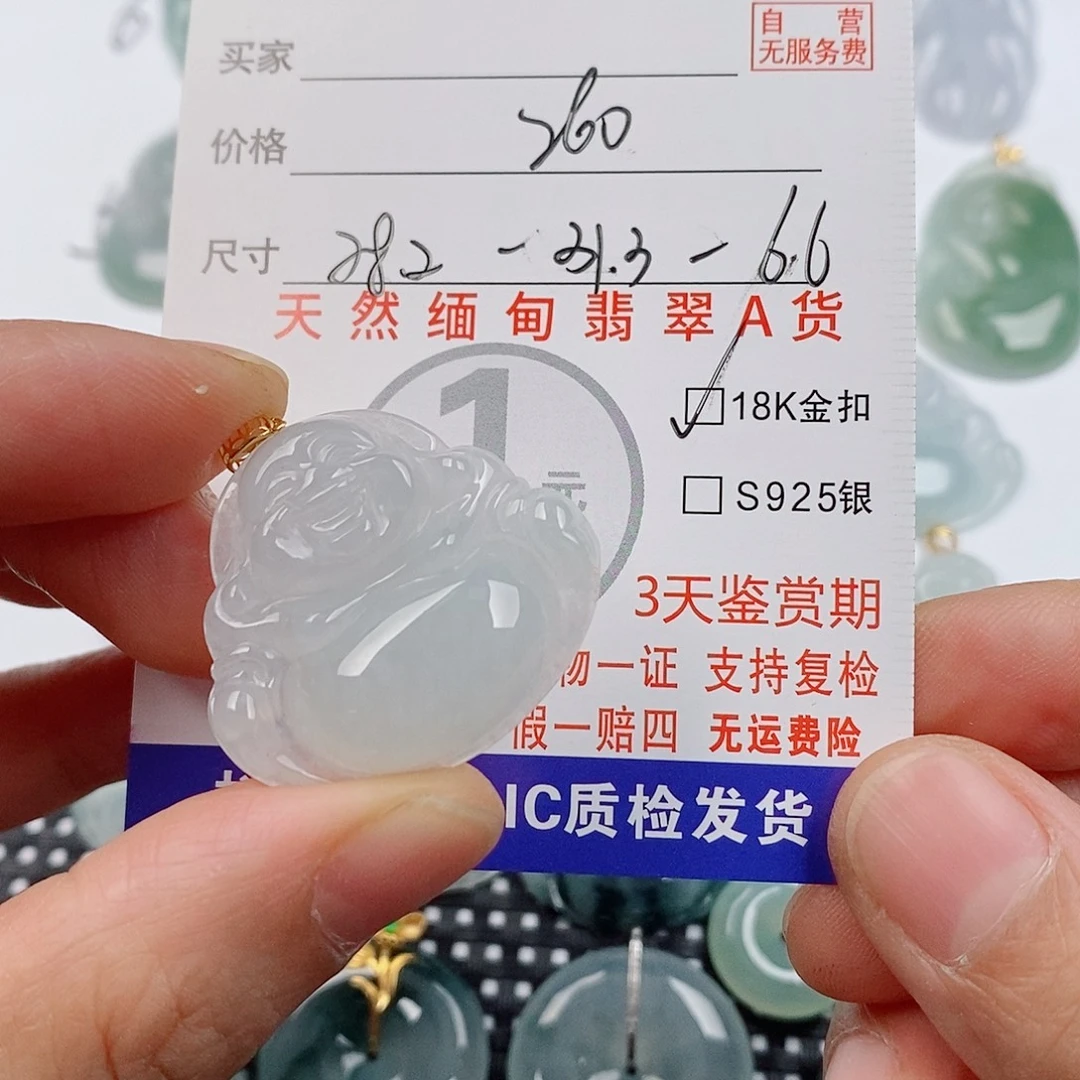 自 营
无服务费
买家
价格 260
尺寸 28.2 - 31.3 - 6.6
天然缅甸翡翠A货
1
元
18K金扣
S925银
3天鉴赏期
物一证 支持复检
假一赔四 无运费险
IC质检发货